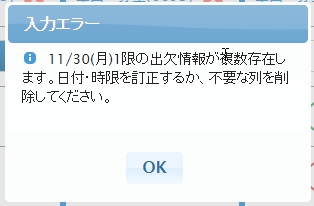 入力エラー
11/30(月)1限の出欠情報が複数存在し
ます。日付・時限を訂正するか、不要な列を削
除してください。
OK